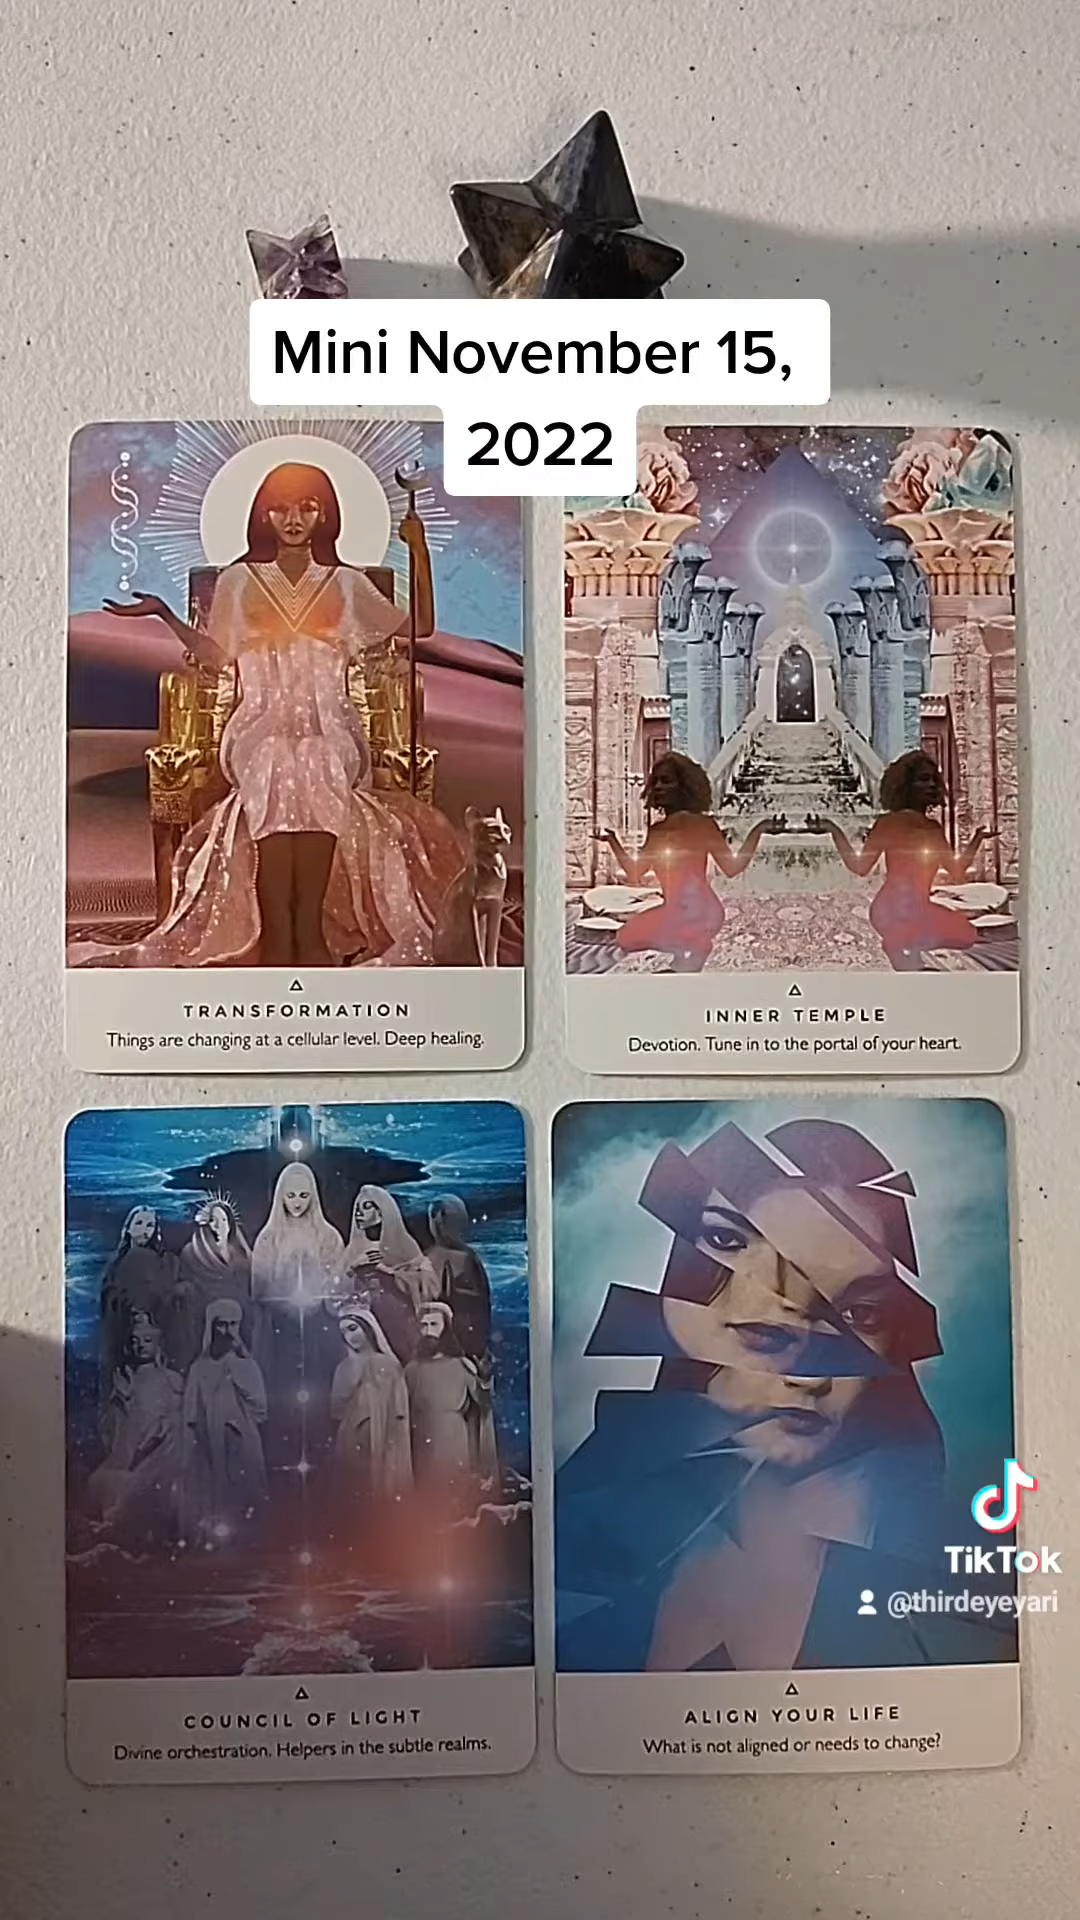 Mini November 15,
2022
TRANSFORMATION
Things are changing at a cellular level. Deep healing.
INNER TEMPLE
Devotion. Tune in to the portal of your heart.
COUNCIL OF LIGHT
Divine orchestration. Helpers in the subtle realms.
ALIGN YOUR LIFE
What is not aligned or needs to change?
TikTok
@thirdeyeyari